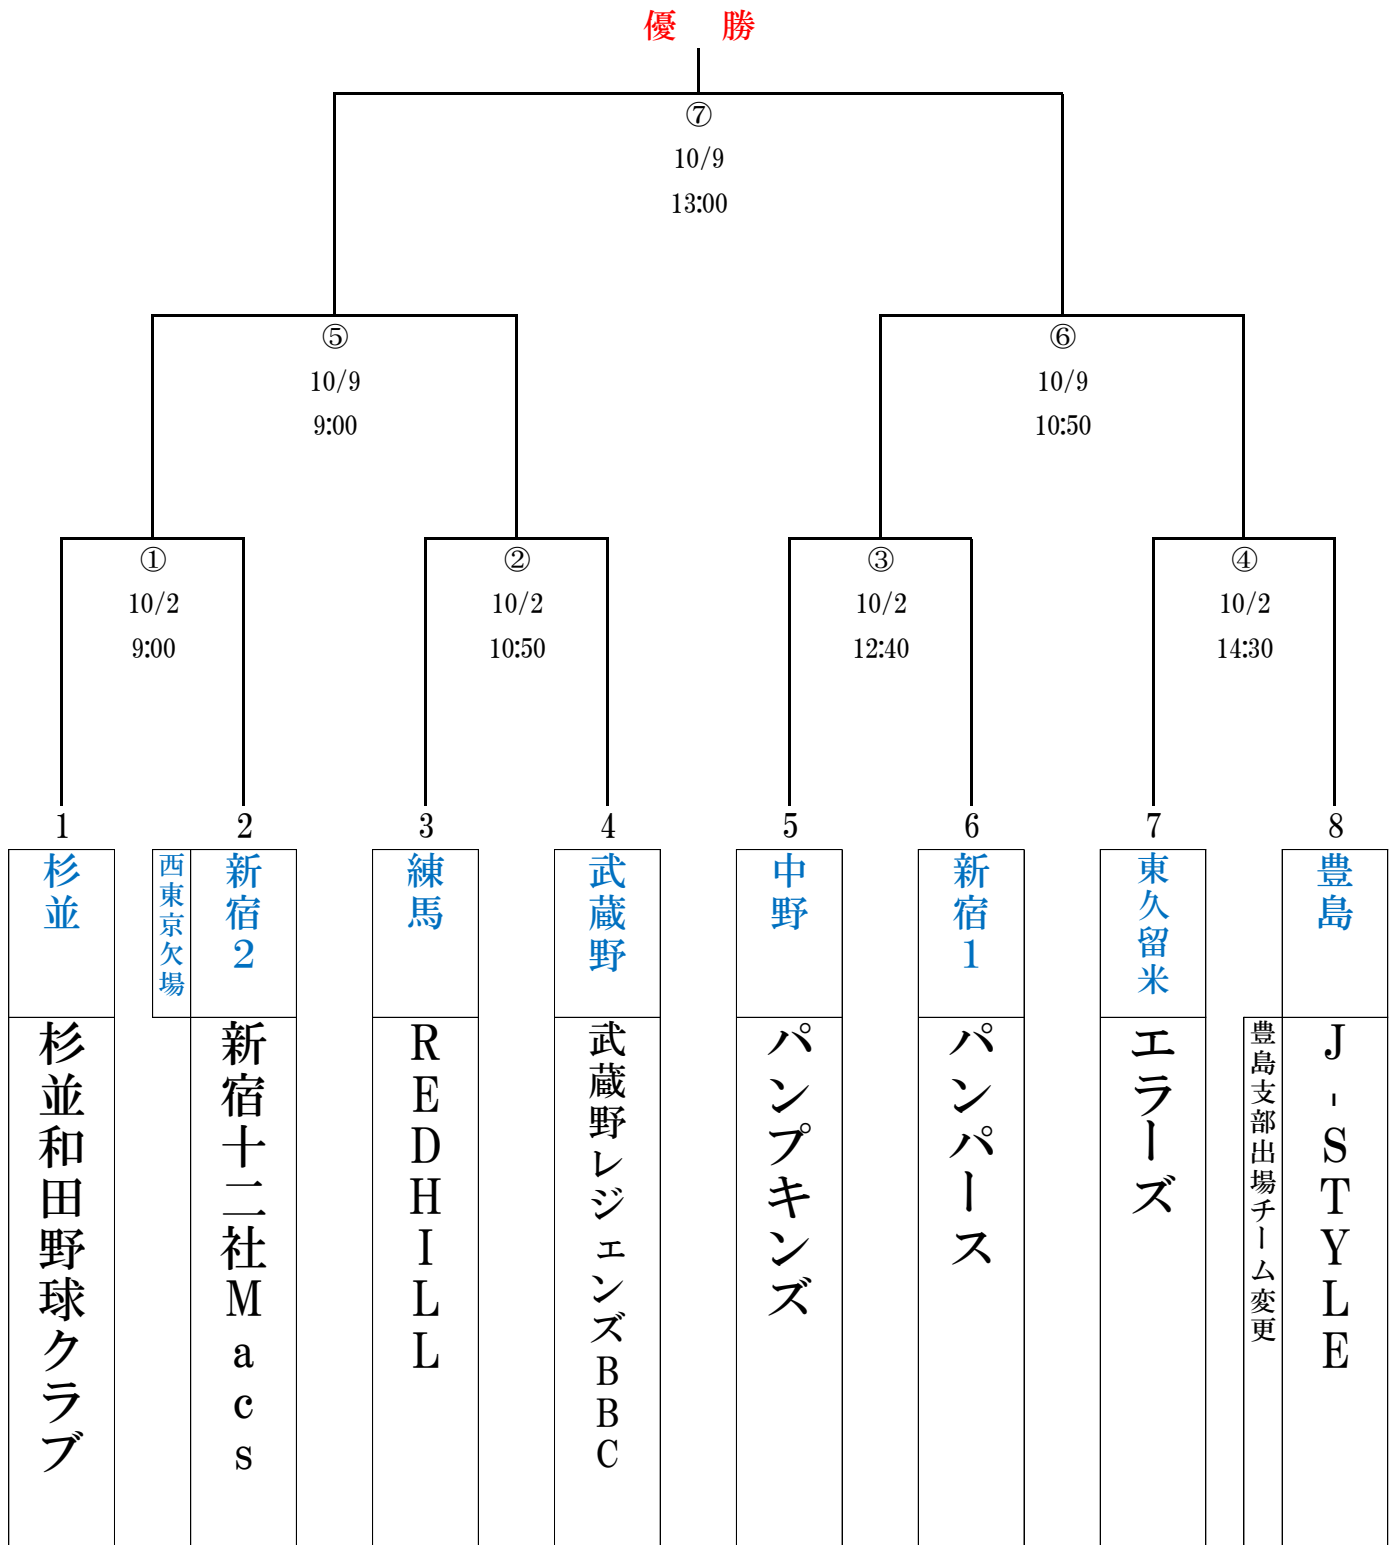 優 勝
⑦
10/9
13:00
⑤
10/9
9:00
⑥
10/9
10:50
①
10/2
9:00
②
10/2
10:50
③
10/2
12:40
④
10/2
14:30
1
2
3
4
5
6
7
8
杉並
西東京欠場
新宿2
練馬
武蔵野
中野
新宿1
東久留米
豊島
杉並和田野球クラブ
新宿十二社Macs
REDHILL
武蔵野レジェンズBBC
パンプキンズ
パンパース
エラーズ
豊島支部出場チーム変更
J-STYLE